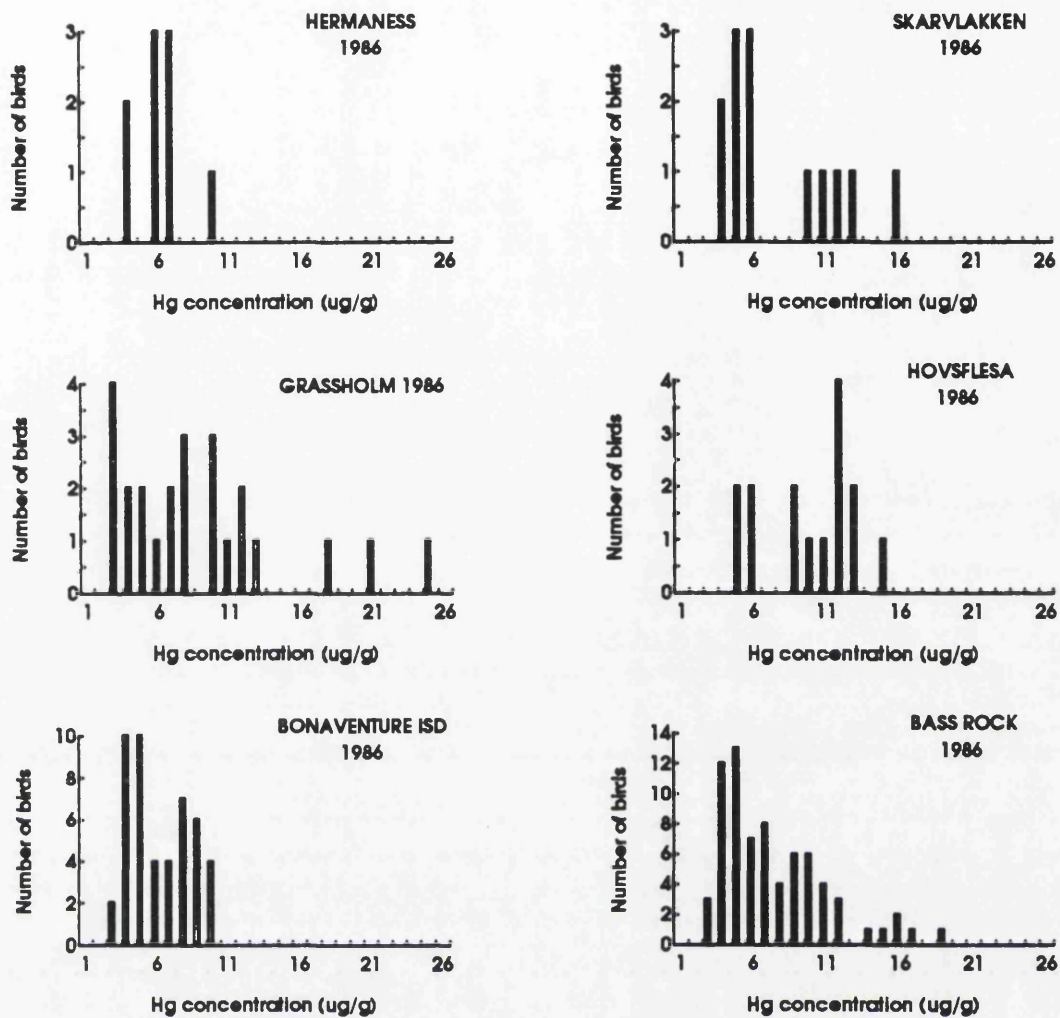 HERMANESS
1986
Number of birds
3
2
1
0
1 6 11 16 21 26
Hg concentration (ug/g)
SKARVLAKKEN
1986
Number of birds
3
2
1
0
1 6 11 16 21 26
Hg concentration (ug/g)
GRASSHOLM 1986
Number of birds
4
3
2
1
0
1 6 11 16 21 26
Hg concentration (ug/g)
HOVSFLESA
1986
Number of birds
4
3
2
1
0
1 6 11 16 21 26
Hg concentration (ug/g)
BONAVENTURE ISD
1986
Number of birds
10
8
6
4
2
0
1 6 11 16 21 26
Hg concentration (ug/g)
BASS ROCK
1986
Number of birds
14
12
10
8
6
4
2
0
1 6 11 16 21 26
Hg concentration (ug/g)